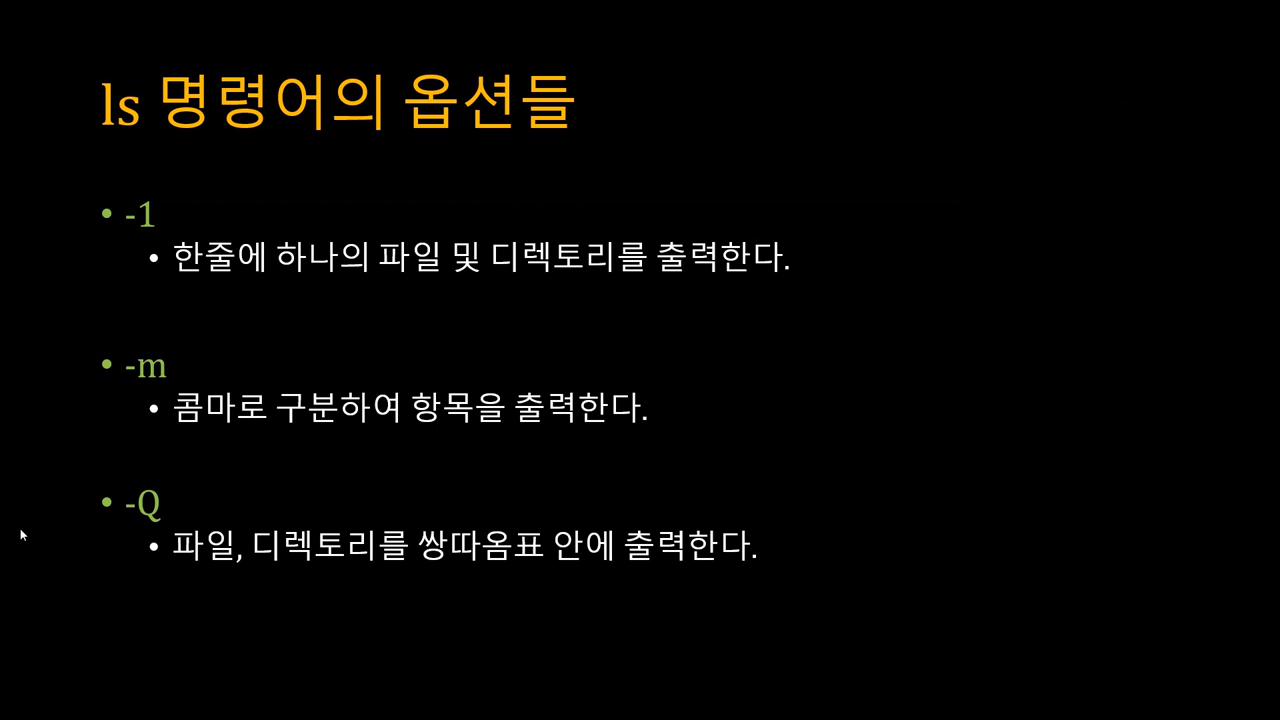 ls 명령어의 옵션들
• -1
• 한줄에 하나의 파일 및 디렉토리를 출력한다.
• -m
• 콤마로 구분하여 항목을 출력한다.
• -Q
• 파일, 디렉토리를 쌍따옴표 안에 출력한다.